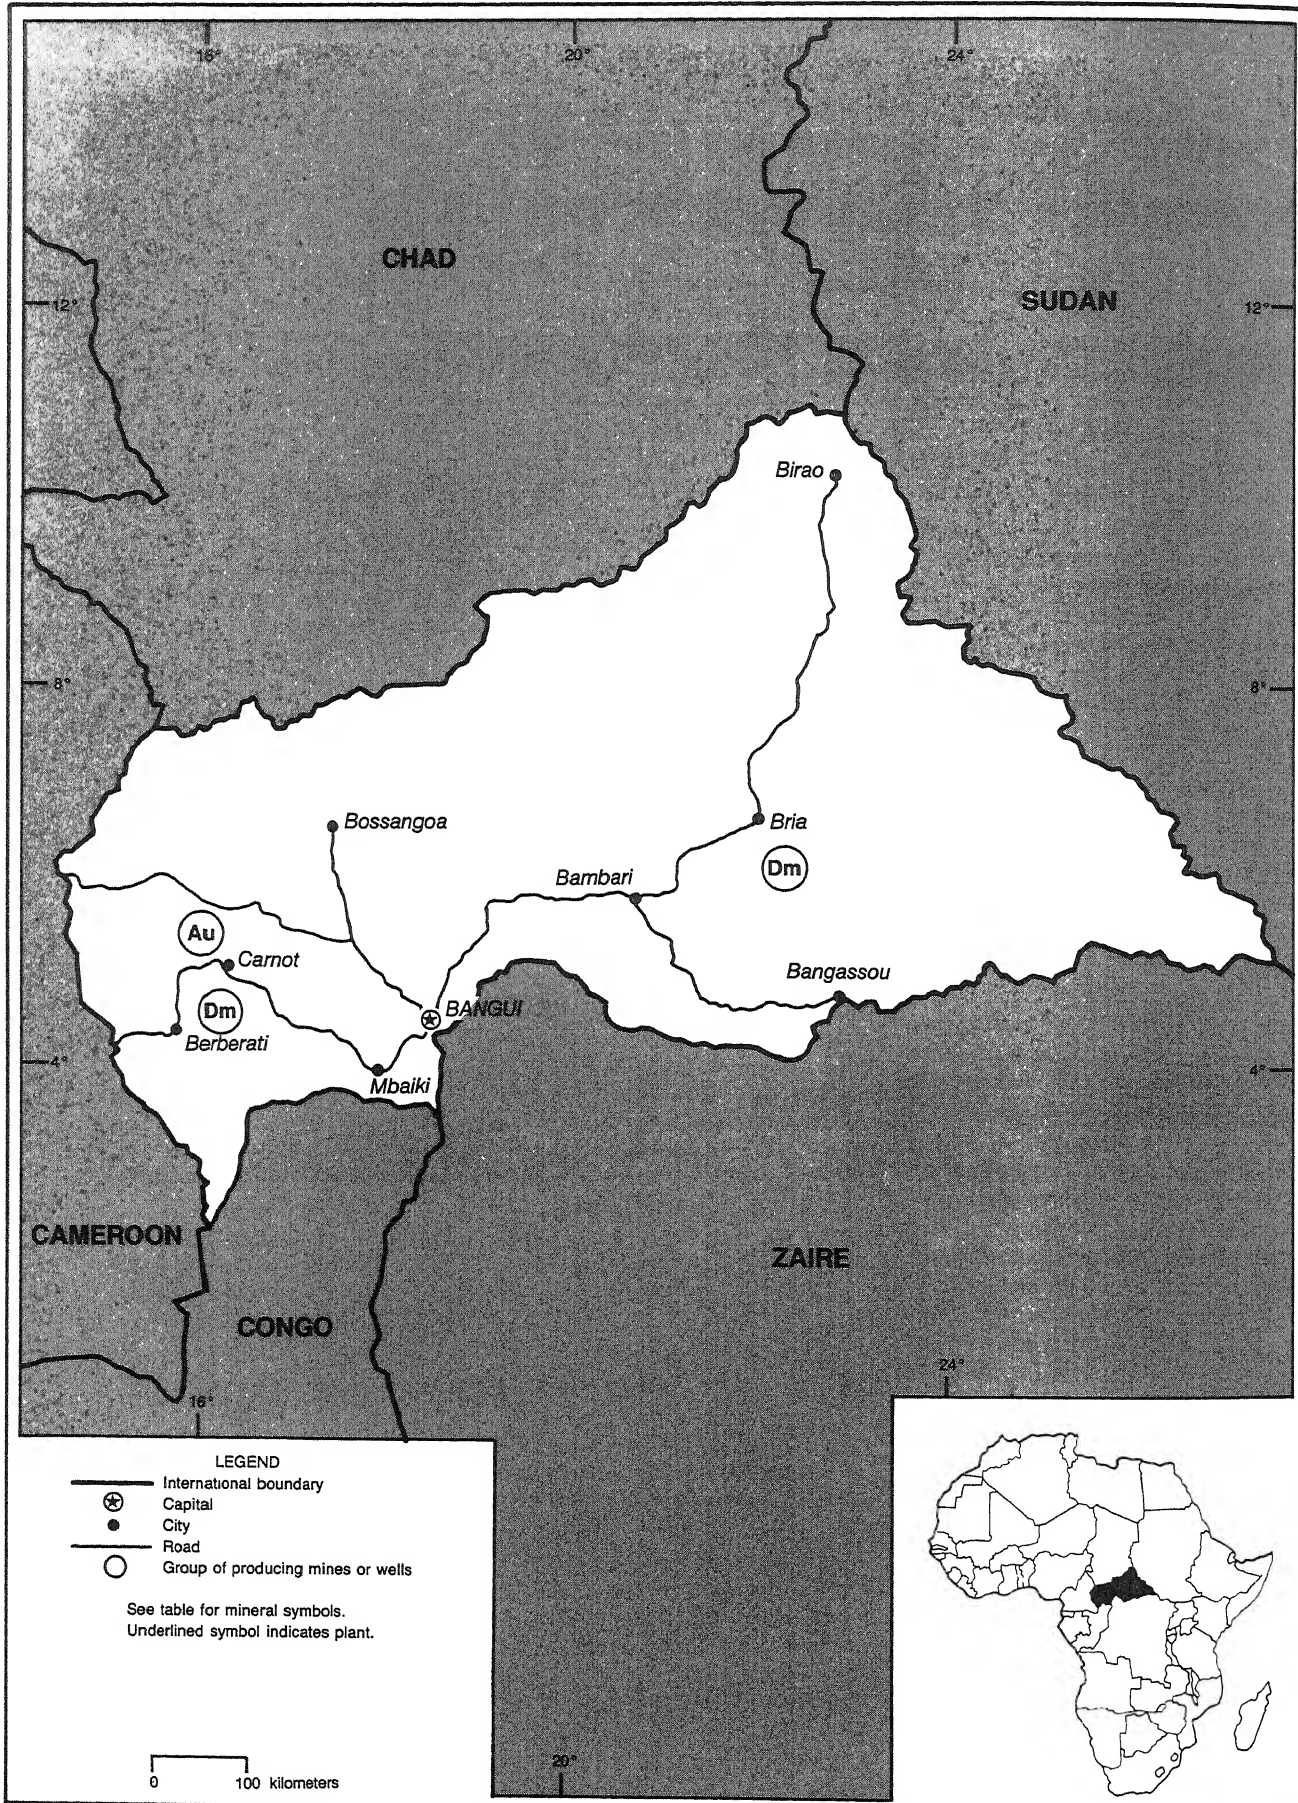 16°
20°
24°
CHAD
12°
SUDAN
12°
Birao
8°
8°
Bossangoa
Bria
Dm
Bambari
Au
Carnot
Bangassou
Dm
BANGUI
Berberati
4°
4°
Mbaiki
CAMEROON
ZAIRE
CONGO
24°
16°
LEGEND
International boundary
Capital
City
Road
Group of producing mines or wells
See table for mineral symbols.
Underlined symbol indicates plant.
20°
0 100 kilometers